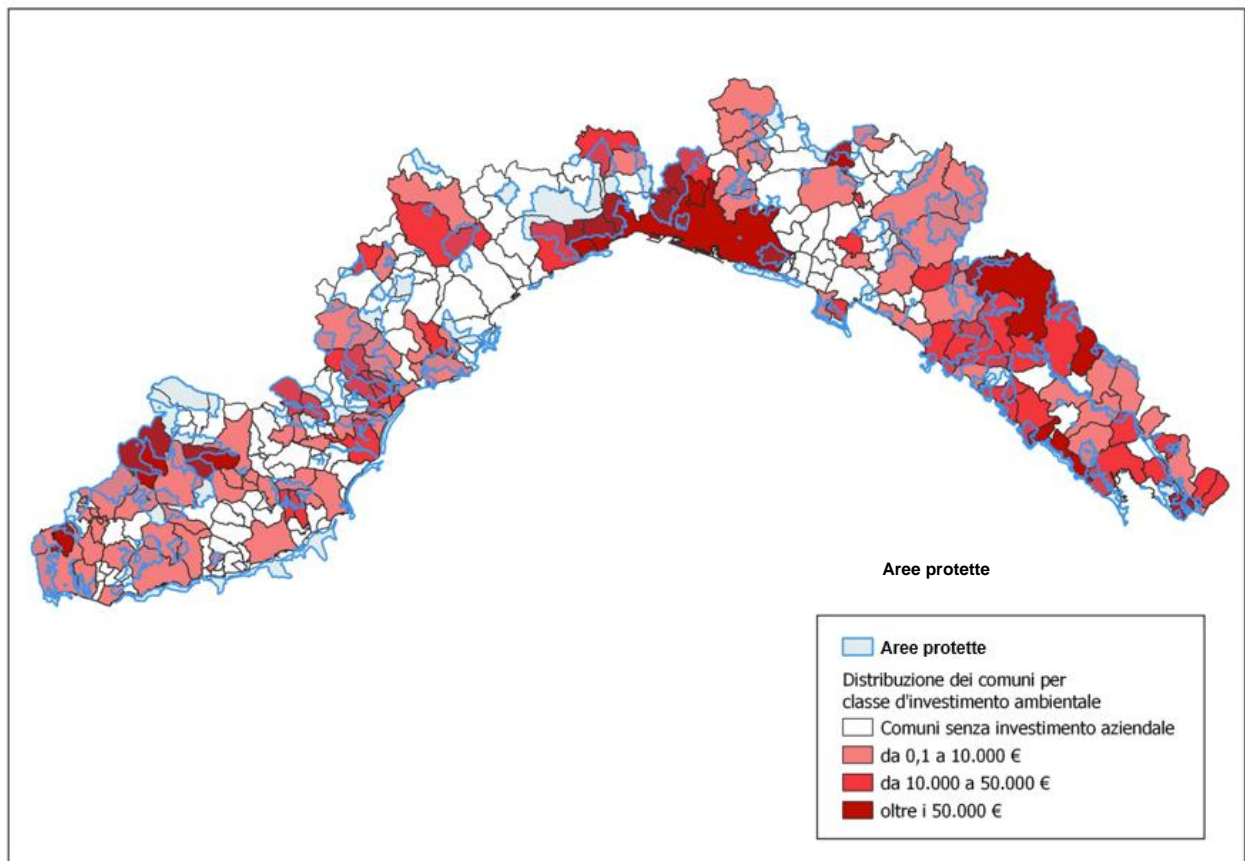 Aree protette
Aree protette
Distribuzione dei comuni per
classe d'investimento ambientale
Comuni senza investimento aziendale
da 0,1 a 10.000 €
da 10.000 a 50.000 €
oltre i 50.000 €